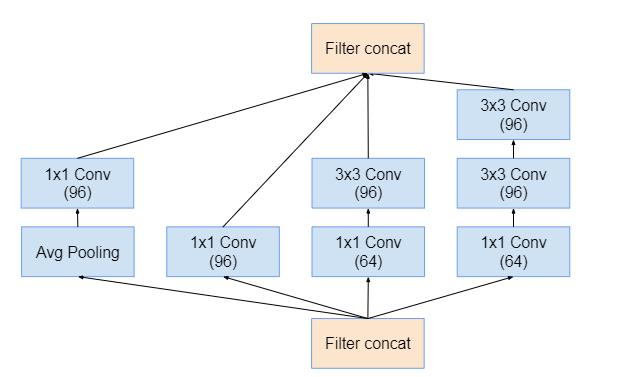 Filter concat
3x3 Conv
(96)
1x1 Conv
(96)
3x3 Conv
(96)
3x3 Conv
(96)
Avg Pooling
1x1 Conv
(96)
1x1 Conv
(64)
1x1 Conv
(64)
Filter concat